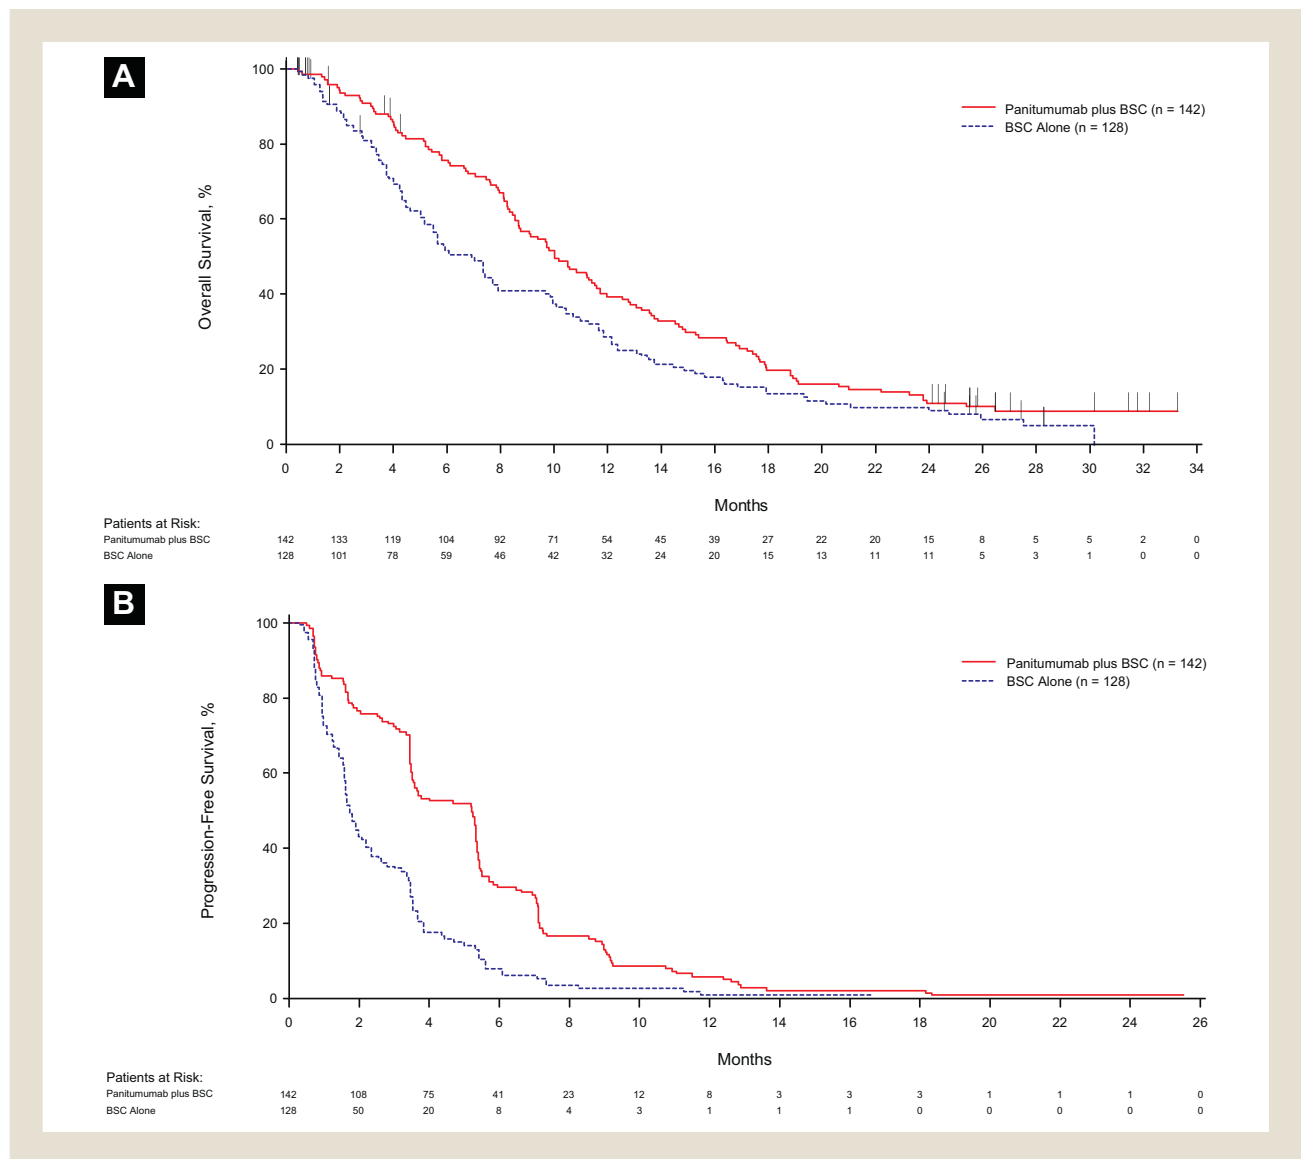 A
100
80
60
40
20
0
Overall Survival, %
Panitumumab plus BSC (n = 142)
BSC Alone (n = 128)
0 2 4 6 8 10 12 14 16 18 20 22 24 26 28 30 32 34
Months
Patients at Risk:
Panitumumab plus BSC 142 133 119 104 92 71 54 45 39 27 22 20 15 8 5 5 2 0
BSC Alone 128 101 78 59 46 42 32 24 20 15 13 11 11 5 3 1 0 0
B
100
80
60
40
20
0
Progression-Free Survival, %
Panitumumab plus BSC (n = 142)
BSC Alone (n = 128)
0 2 4 6 8 10 12 14 16 18 20 22 24 26
Months
Patients at Risk:
Panitumumab plus BSC 142 108 75 41 23 12 8 3 3 3 1 1 1 0
BSC Alone 128 50 20 8 4 3 1 1 1 0 0 0 0 0